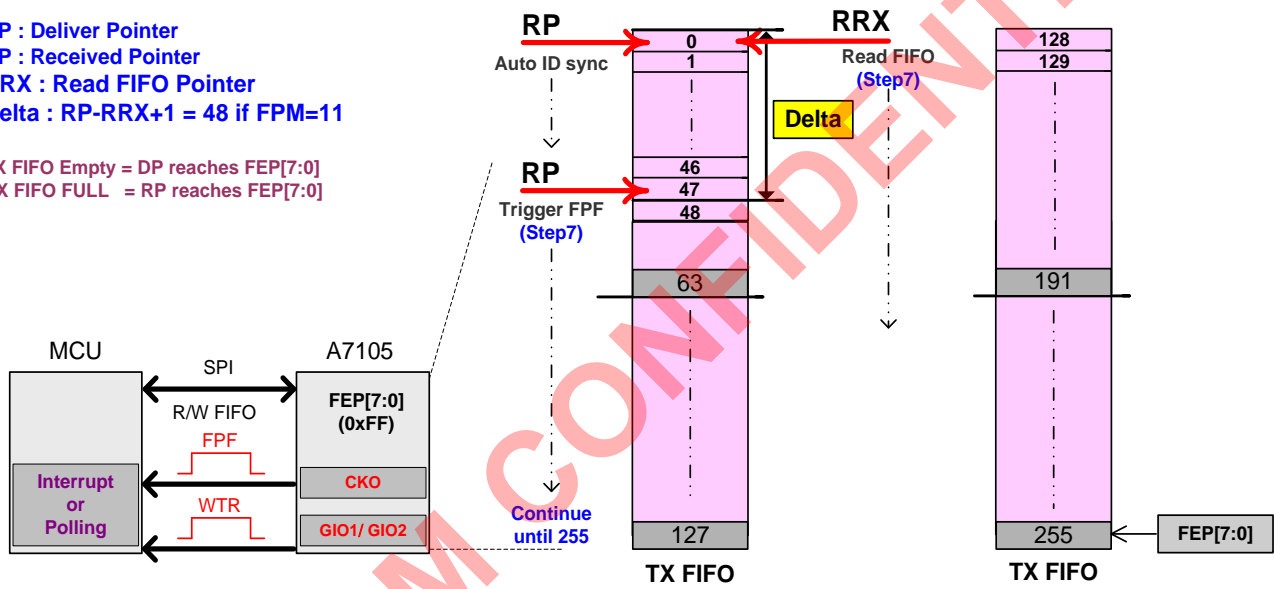 P : Deliver Pointer
P : Received Pointer
RX : Read FIFO Pointer
elta : RP-RRX+1 = 48 if FPM=11
X FIFO Empty = DP reaches FEP[7:0]
X FIFO FULL = RP reaches FEP[7:0]
RP
Auto ID sync
RP
Trigger FPF
(Step7)
Continue
until 255
0
1
46
47
48
63
127
TX FIFO
RRX
Read FIFO
(Step7)
Delta
128
129
191
255
TX FIFO
FEP[7:0]
MCU
SPI
A7105
R/W FIFO
FPF
WTR
Interrupt
or
Polling
FEP[7:0]
(0xFF)
CKO
GIO1/ GIO2
M CONFIDENT